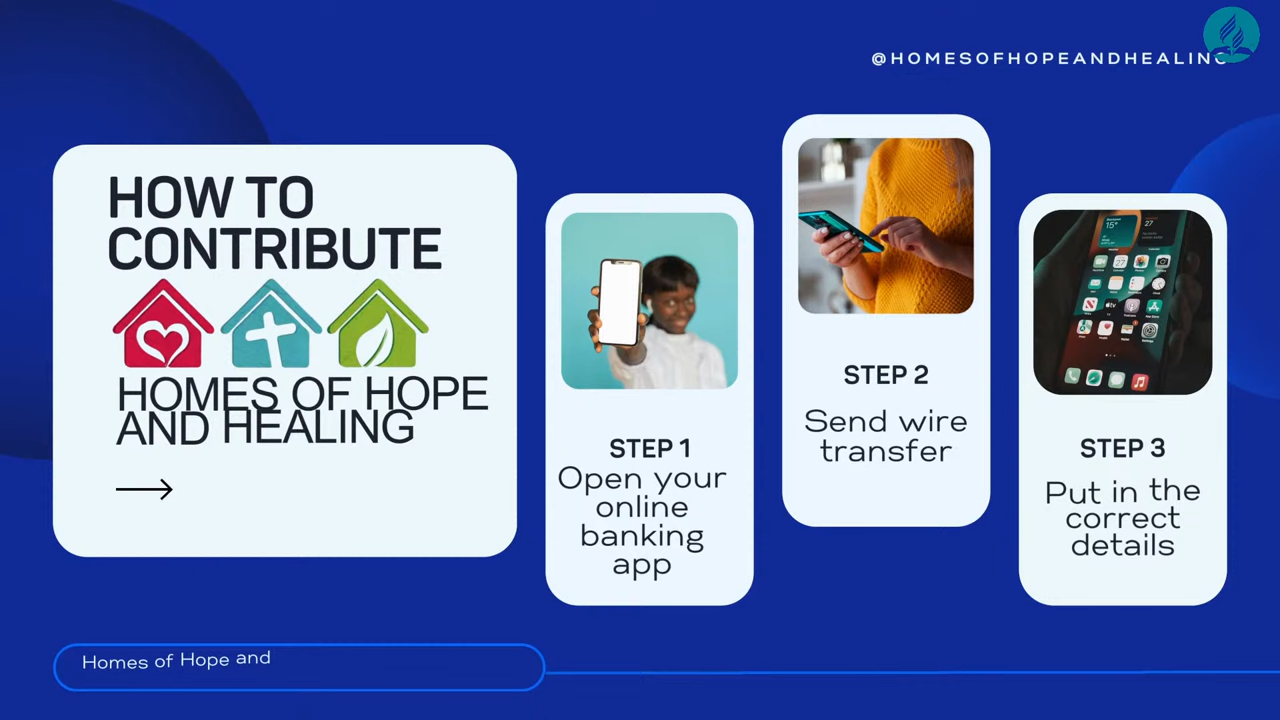 @HOMESOFHOPEANDHEALING
HOW TO
CONTRIBUTE
HOMES OF HOPE
AND HEALING
STEP 1
Open your
online
banking
app
STEP 2
Send wire
transfer
STEP 3
Put in the
correct
details
Homes of Hope and